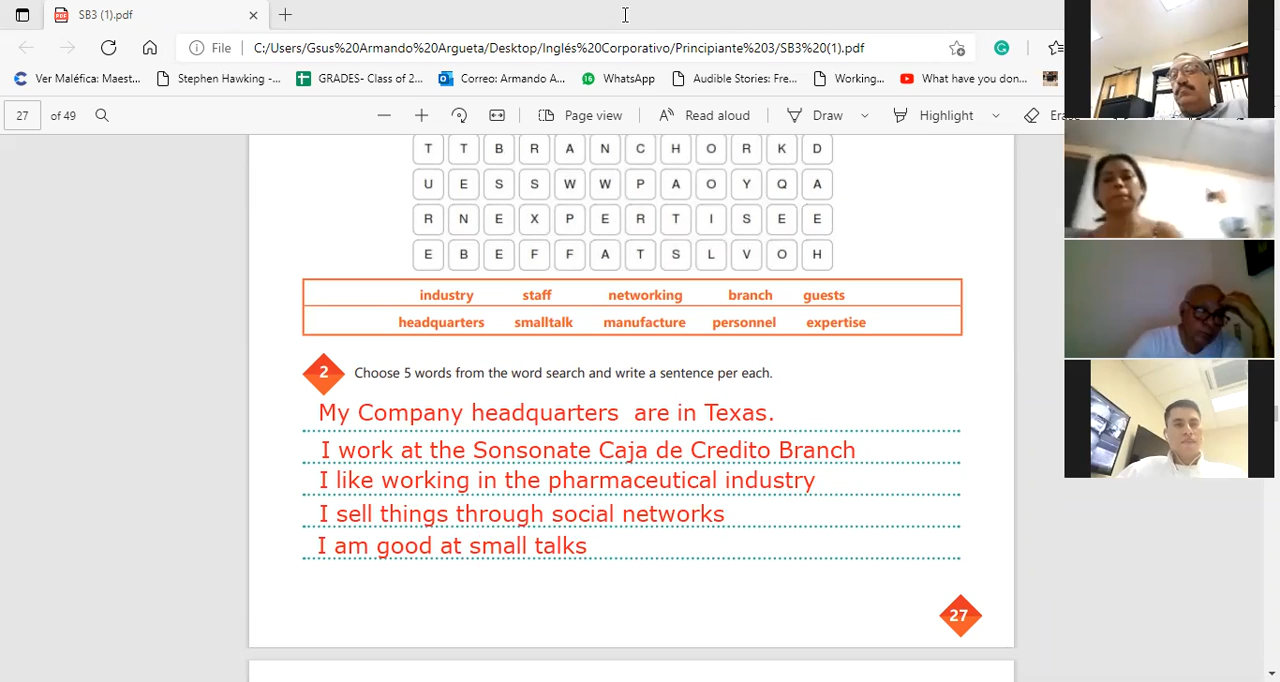 SB3 (1).pdf
File C:/Users/Gsus%20Armando%20Argueta/Desktop/Inglés%20Corporativo/Principiante%203/SB3%20(1).pdf
Ver Maléfica: Maest... Stephen Hawking -... GRADES- Class of 2... Correo: Armando A... WhatsApp Audible Stories: Fre... Working... What have you don...
27 of 49 Page view Read aloud Draw Highlight Era
T T B R A N C H O R K D
U E S S W W P A O Y Q A
R N E X P E R T I S E E
E B E F F A T S L V O H
industry staff networking branch guests
headquarters smalltalk manufacture personnel expertise
2 Choose 5 words from the word search and write a sentence per each.
My Company headquarters are in Texas.
I work at the Sonsonate Caja de Credito Branch
I like working in the pharmaceutical industry
I sell things through social networks
I am good at small talks
27